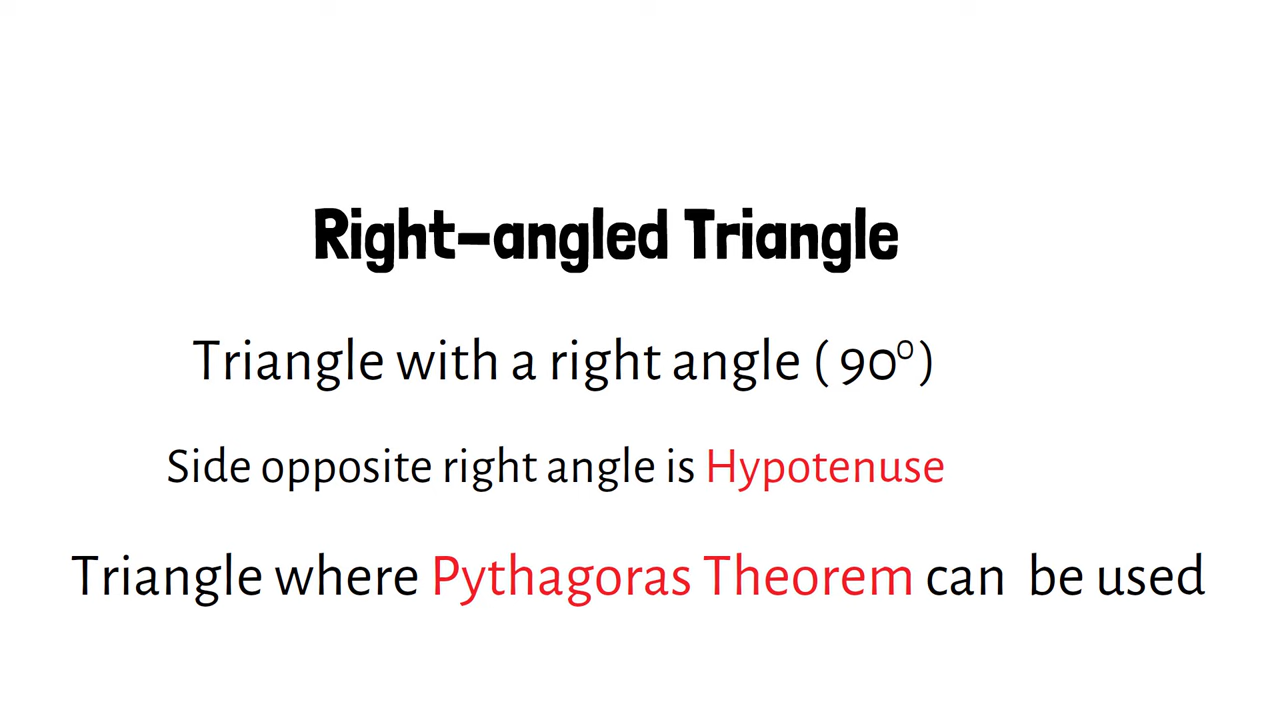 Right-angled Triangle
Triangle with a right angle ( 90⁰ )
Side opposite right angle is Hypotenuse
Triangle where Pythagoras Theorem can be used